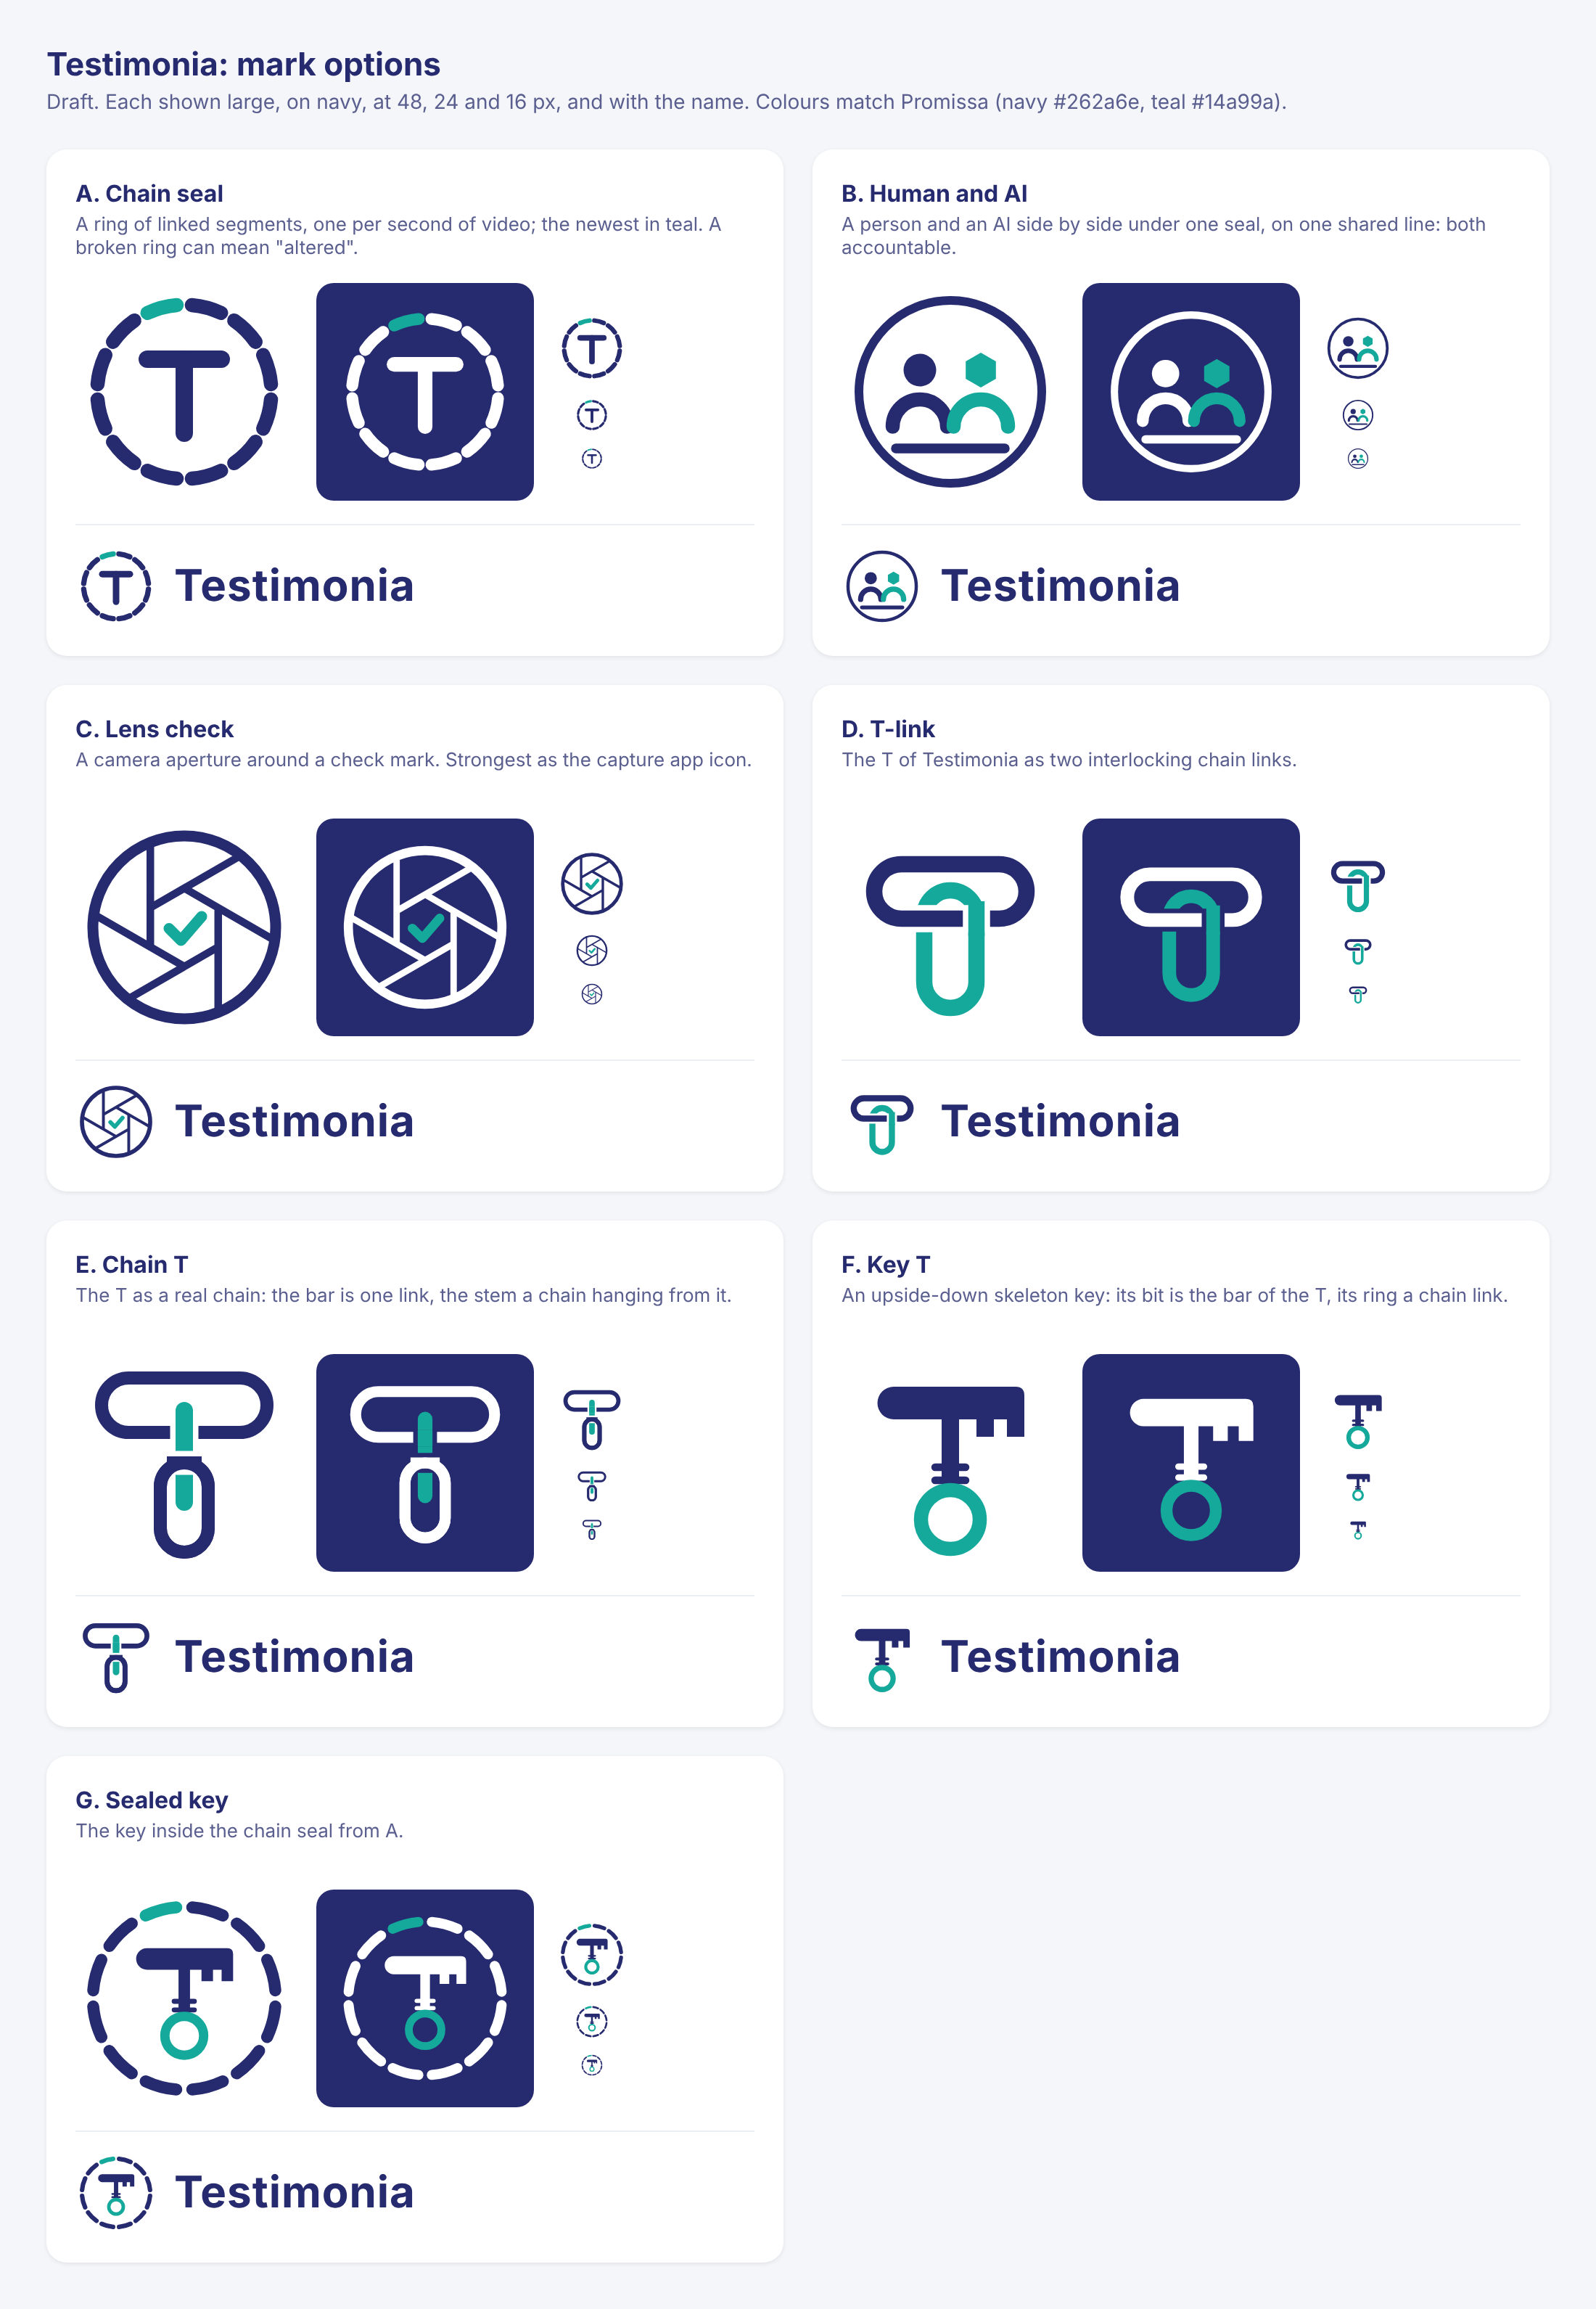 Testimonia: mark options
Draft. Each shown large, on navy, at 48, 24 and 16 px, and with the name. Colours match Promissa (navy #262a6e, teal #14a99a).
A. Chain seal
A ring of linked segments, one per second of video; the newest in teal. A
broken ring can mean "altered".
T
T
T
T
T
T
Testimonia
B. Human and AI
A person and an AI side by side under one seal, on one shared line: both
accountable.
Testimonia
C. Lens check
A camera aperture around a check mark. Strongest as the capture app icon.
Testimonia
D. T-link
The T of Testimonia as two interlocking chain links.
Testimonia
E. Chain T
The T as a real chain: the bar is one link, the stem a chain hanging from it.
Testimonia
F. Key T
An upside-down skeleton key: its bit is the bar of the T, its ring a chain link.
Testimonia
G. Sealed key
The key inside the chain seal from A.
Testimonia